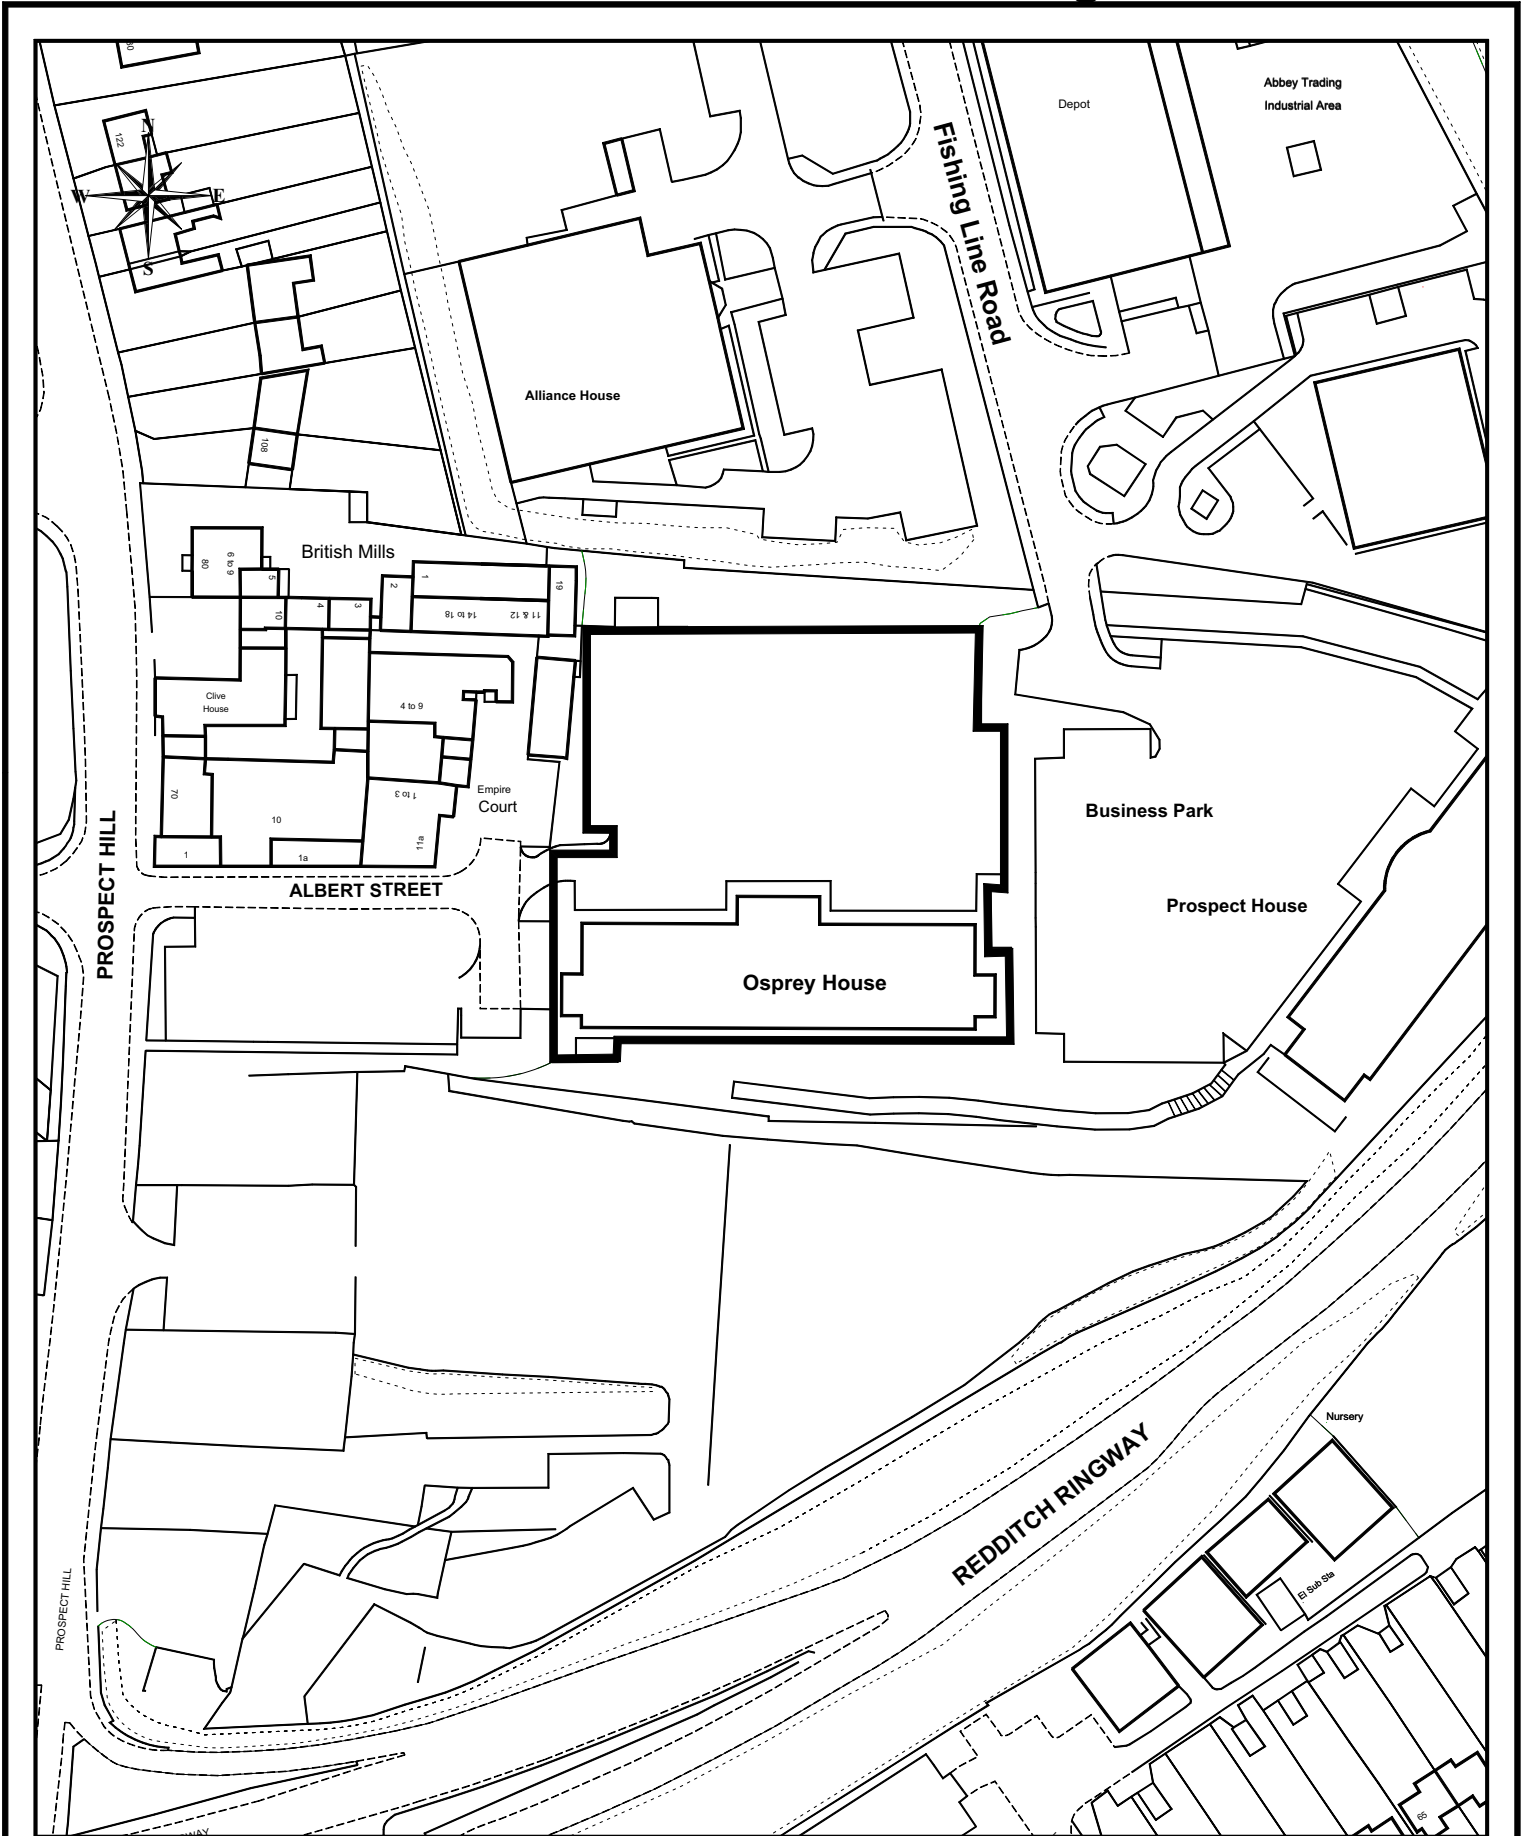 80
122
N
W
E
S
Depot
Abbey Trading
Industrial Area
Fishing Line Road
Alliance House
108
British Mills
80
6 to 9
5
10
4
3
2
1
14 to 18
11 & 12
19
Clive
House
4 to 9
70
10
1 to 3
11a
1
1a
Empire
Court
PROSPECT HILL
ALBERT STREET
Business Park
Prospect House
Osprey House
REDDITCH RINGWAY
Nursery
El Sub Sta
PROSPECT HILL
65